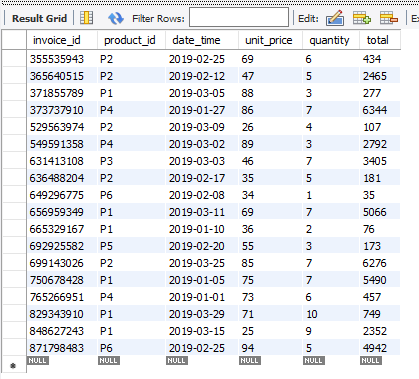 Result Grid Filter Rows: Edit: Ex
invoice_id product_id date_time unit_price quantity total
355535943 P2 2019-02-25 69 6 434
365640515 P2 2019-02-12 47 5 2465
371855789 P1 2019-03-05 88 3 277
373737910 P4 2019-01-27 86 7 6344
529563974 P2 2019-03-09 26 4 107
549591358 P4 2019-03-02 89 3 2792
631413108 P3 2019-03-03 46 7 3405
636488204 P2 2019-02-17 35 5 181
649296775 P6 2019-02-08 34 1 35
656959349 P1 2019-03-11 69 7 5066
665329167 P1 2019-01-10 36 2 76
692925582 P5 2019-02-20 55 3 173
699143026 P2 2019-03-25 85 7 6276
750678428 P1 2019-01-05 75 7 5490
765266951 P4 2019-01-01 73 6 457
829343910 P1 2019-03-29 71 10 749
848627243 P1 2019-03-15 25 9 2352
871798483 P6 2019-02-25 94 5 4942
NULL NULL NULL NULL NULL NULL